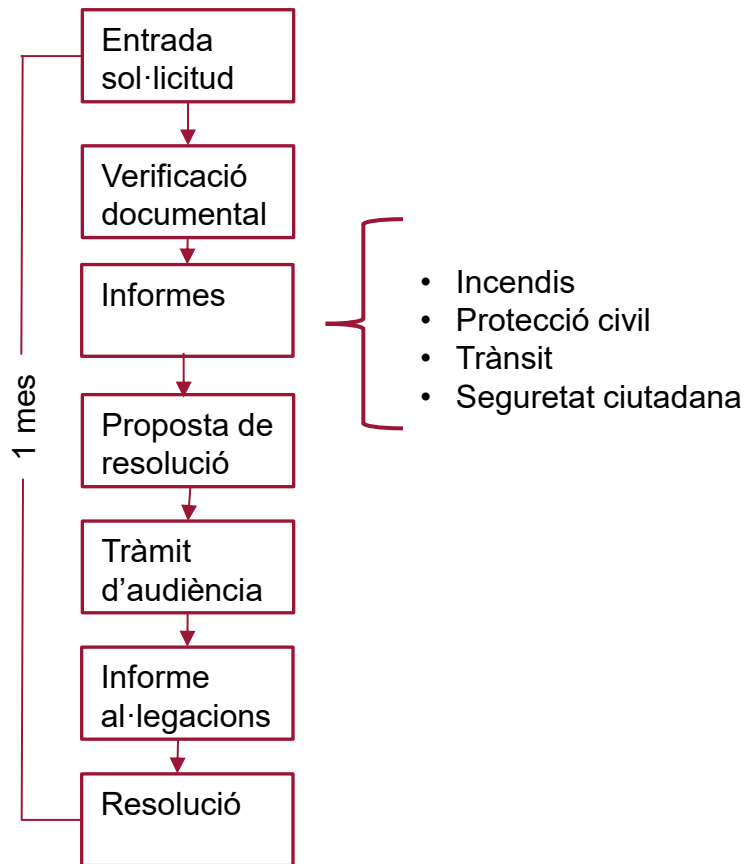 Entrada
sol·licitud
Verificació
documental
Informes
• Incendis
• Protecció civil
• Trànsit
• Seguretat ciutadana
Proposta de
resolució
1 mes
Tràmit
d’audiència
Informe
al·legacions
Resolució